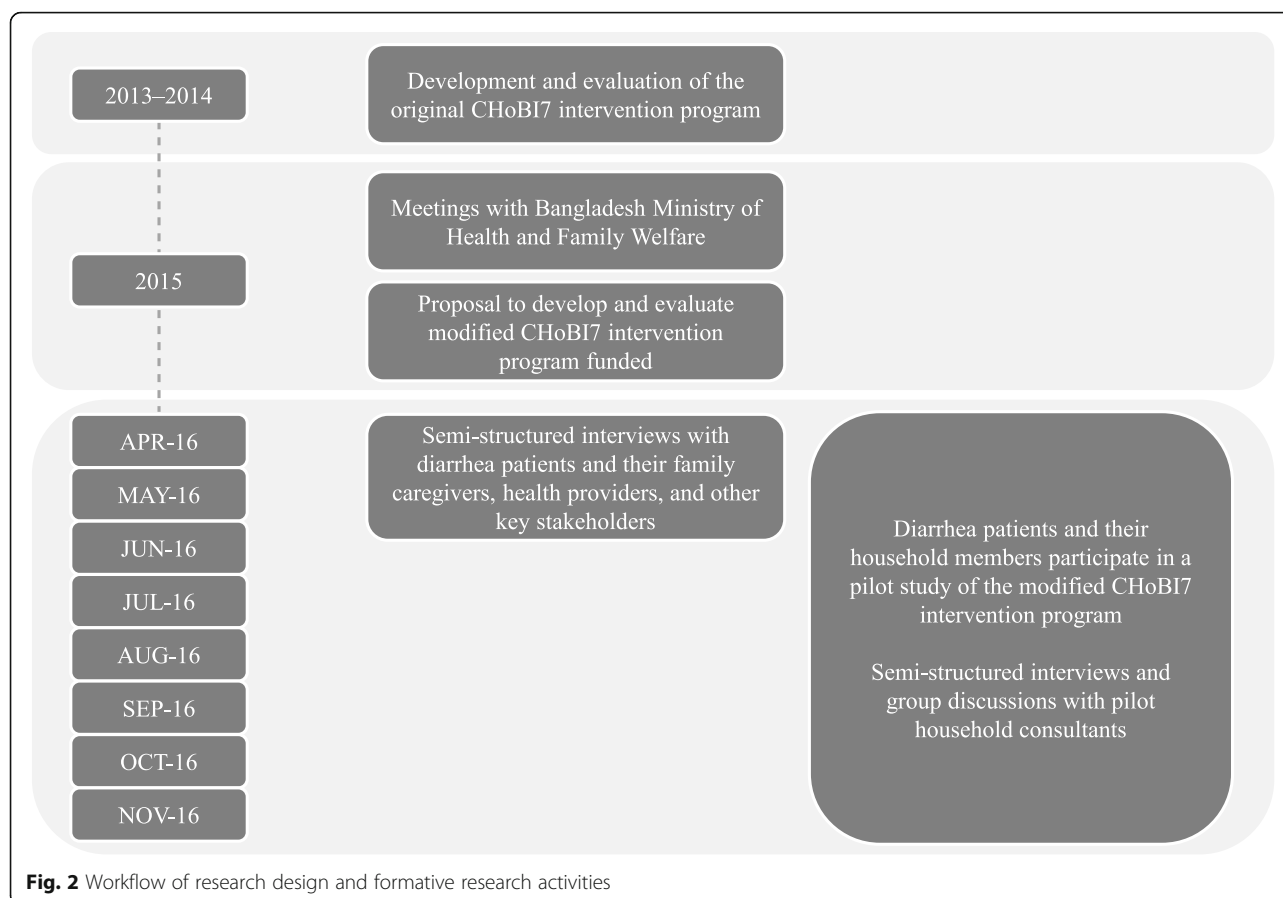 2013–2014
Development and evaluation of the
original CHoBI7 intervention program
2015
Meetings with Bangladesh Ministry of
Health and Family Welfare
Proposal to develop and evaluate
modified CHoBI7 intervention
program funded
APR-16
MAY-16
JUN-16
JUL-16
AUG-16
SEP-16
OCT-16
NOV-16
Semi-structured interviews with
diarrhea patients and their family
caregivers, health providers, and other
key stakeholders
Diarrhea patients and their
household members participate in a
pilot study of the modified CHoBI7
intervention program
Semi-structured interviews and
group discussions with pilot
household consultants
Fig. 2 Workflow of research design and formative research activities